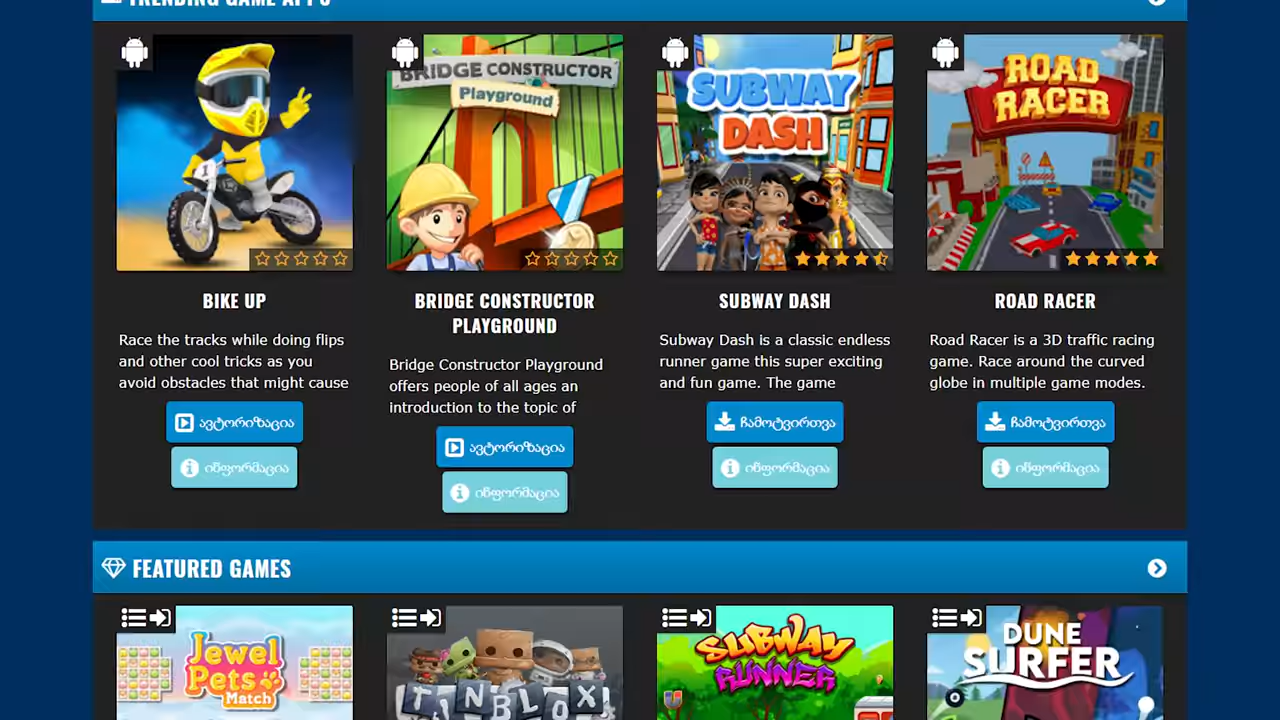 TRENDING GAME APPS
BRIDGE CONSTRUCTOR
Playground
SUBWAY
DASH
ROAD
RACER
1
BIKE UP
BRIDGE CONSTRUCTOR
PLAYGROUND
SUBWAY DASH
ROAD RACER
Race the tracks while doing flips
and other cool tricks as you
avoid obstacles that might cause
Bridge Constructor Playground
offers people of all ages an
introduction to the topic of
Subway Dash is a classic endless
runner game this super exciting
and fun game. The game
Road Racer is a 3D traffic racing
game. Race around the curved
globe in multiple game modes.
ავტორიზაცია
ინფორმაცია
ავტორიზაცია
ინფორმაცია
ჩამოტვირთვა
ინფორმაცია
ჩამოტვირთვა
ინფორმაცია
FEATURED GAMES
Jewel
Pets
Match
TINBLOX!
SUBWAY
RUNNER
DUNE
SURFER